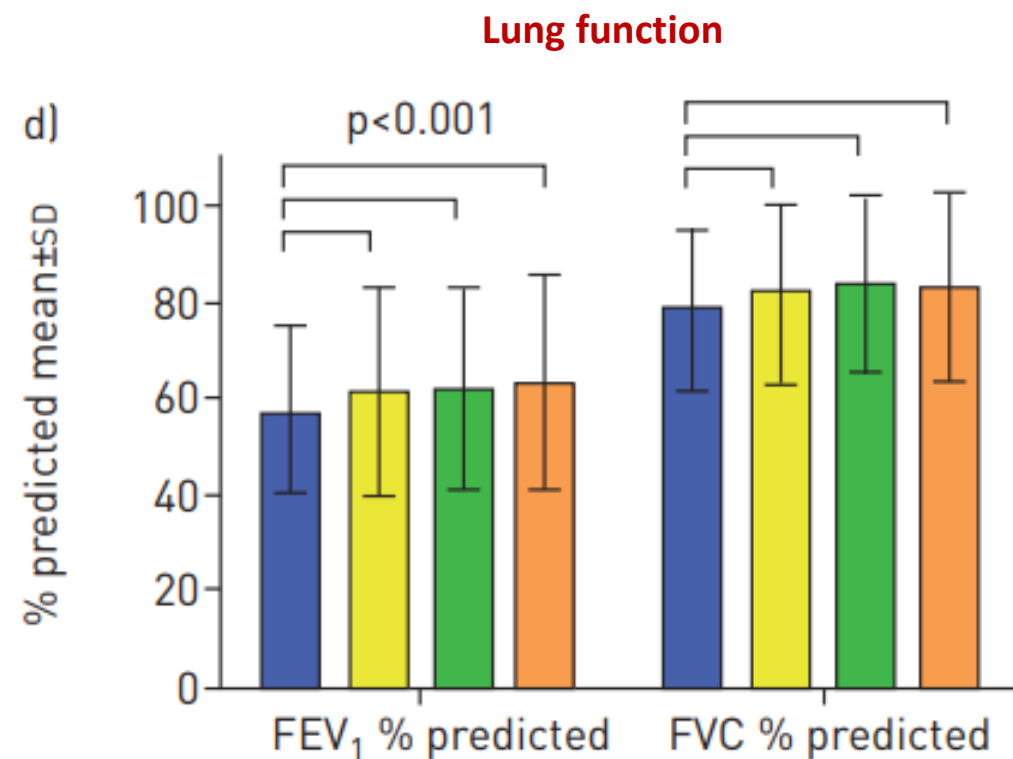 Lung function
d)
p<0.001
% predicted mean±SD
100
80
60
40
20
0
FEV₁ % predicted
FVC % predicted